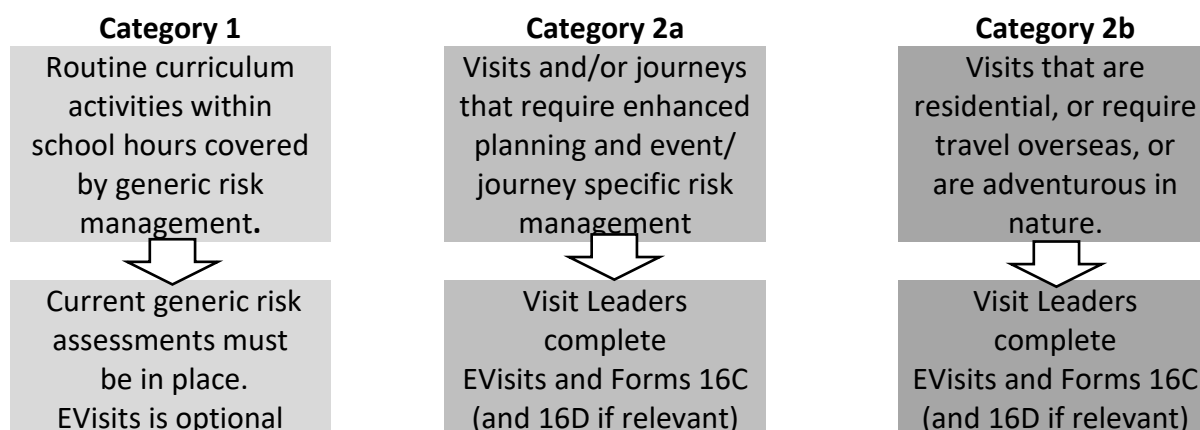 Category 1
Routine curriculum
activities within
school hours covered
by generic risk
management.
Current generic risk
assessments must
be in place.
EVisits is optional
Category 2a
Visits and/or journeys
that require enhanced
planning and event/
journey specific risk
management
Visit Leaders
complete
EVisits and Forms 16C
(and 16D if relevant)
Category 2b
Visits that are
residential, or require
travel overseas, or
are adventurous in
nature.
Visit Leaders
complete
EVisits and Forms 16C
(and 16D if relevant)